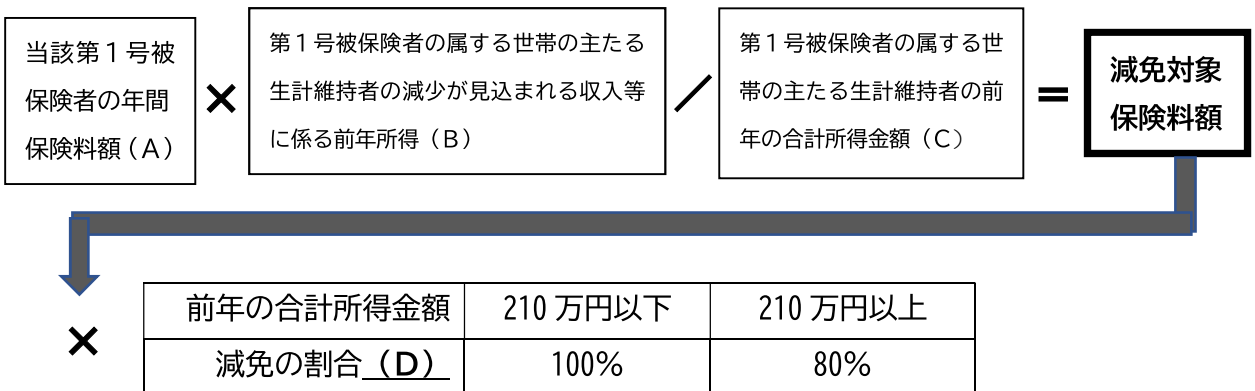 当該第１号被
保険者の年間
保険料額（Ａ）
×
第１号被保険者の属する世帯の主たる
生計維持者の減少が見込まれる収入等
に係る前年所得（Ｂ）
／
第１号被保険者の属する世
帯の主たる生計維持者の前
年の合計所得金額（Ｃ）
＝
減免対象
保険料額
×
前年の合計所得金額 210 万円以下 210 万円以上
減免の割合（Ｄ） 100% 80%